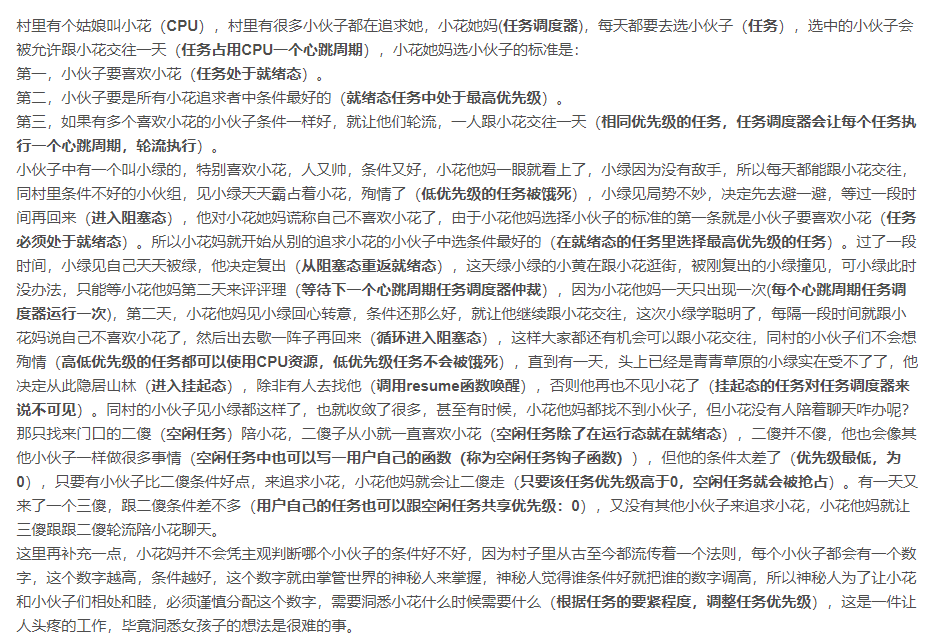 村里有个姑娘叫小花（CPU），村里有很多小伙子都在追求她，小花她妈(任务调度器)，每天都要去选小伙子（任务），选中的小伙子会
被允许跟小花交往一天（任务占用CPU一个心跳周期），小花她妈选小伙子的标准是：
第一，小伙子要喜欢小花（任务处于就绪态）。
第二，小伙子要是所有小花追求者中条件最好的（就绪态任务中处于最高优先级）。
第三，如果有多个喜欢小花的小伙子条件一样好，就让他们轮流，一人跟小花交往一天（相同优先级的任务，任务调度器会让每个任务执
行一个心跳周期，轮流执行）。
小伙子中有一个叫小绿的，特别喜欢小花，人又帅，条件又好，小花他妈一眼就看上了，小绿因为没有敌手，所以每天都能跟小花交往，
同村里条件不好的小伙组，见小绿天天霸占着小花，殉情了（低优先级的任务被饿死），小绿见局势不妙，决定先去避一避，等过一段时
间再回来（进入阻塞态），他对小花她妈谎称自己不喜欢小花了，由于小花他妈选择小伙子的标准的第一条就是小伙子要喜欢小花（任务
必须处于就绪态）。所以小花妈就开始从别的追求小花的小伙子中选条件最好的（在就绪态的任务里选择最高优先级的任务）。过了一段
时间，小绿见自己天天被绿，他决定复出（从阻塞态重返就绪态），这天绿小绿的小黄在跟小花逛街，被刚复出的小绿撞见，可小绿此时
没办法，只能等小花他妈第二天来评评理（等待下一个心跳周期任务调度器仲裁），因为小花他妈一天只出现一次(每个心跳周期任务调
度器运行一次)，第二天，小花他妈见小绿回心转意，条件还那么好，就让他继续跟小花交往，这次小绿学聪明了，每隔一段时间就跟小
花妈说自己不喜欢小花了，然后出去歇一阵子再回来（循环进入阻塞态），这样大家都还有机会可以跟小花交往，同村的小伙子们不会想
殉情（高低优先级的任务都可以使用CPU资源，低优先级任务不会被饿死），直到有一天，头上已经是青青草原的小绿实在受不了了，他
决定从此隐居山林（进入挂起态），除非有人去找他（调用resume函数唤醒），否则他再也不见小花了（挂起态的任务对任务调度器来
说不可见）。同村的小伙子见小绿都这样了，也就收敛了很多，甚至有时候，小花他妈都找不到小伙子，但小花没有人陪着聊天咋办呢？
那只找来门口的二傻（空闲任务）陪小花，二傻子从小就一直喜欢小花（空闲任务除了在运行态就在就绪态），二傻并不傻，他也会像其
他小伙子一样做很多事情（空闲任务中也可以写一用户自己的函数（称为空闲任务钩子函数）），但他的条件太差了（优先级最低，为
0），只要有小伙子比二傻条件好点，来追求小花，小花他妈就会让二傻走（只要该任务优先级高于0，空闲任务就会被抢占）。有一天又
来了一个三傻，跟二傻条件差不多（用户自己的任务也可以跟空闲任务共享优先级：0），又没有其他小伙子来追求小花，小花他妈就让
三傻跟跟二傻轮流陪小花聊天。
这里再补充一点，小花妈并不会凭主观判断哪个小伙子的条件好不好，因为村子里从古至今都流传着一个法则，每个小伙子都会有一个数
字，这个数字越高，条件越好，这个数字就由掌管世界的神秘人来掌握，神秘人觉得谁条件好就把谁的数字调高，所以神秘人为了让小花
和小伙子们相处和睦，必须谨慎分配这个数字，需要洞悉小花什么时候需要什么（根据任务的要紧程度，调整任务优先级），这是一件让
人头疼的工作，毕竟洞悉女孩子的想法是很难的事。